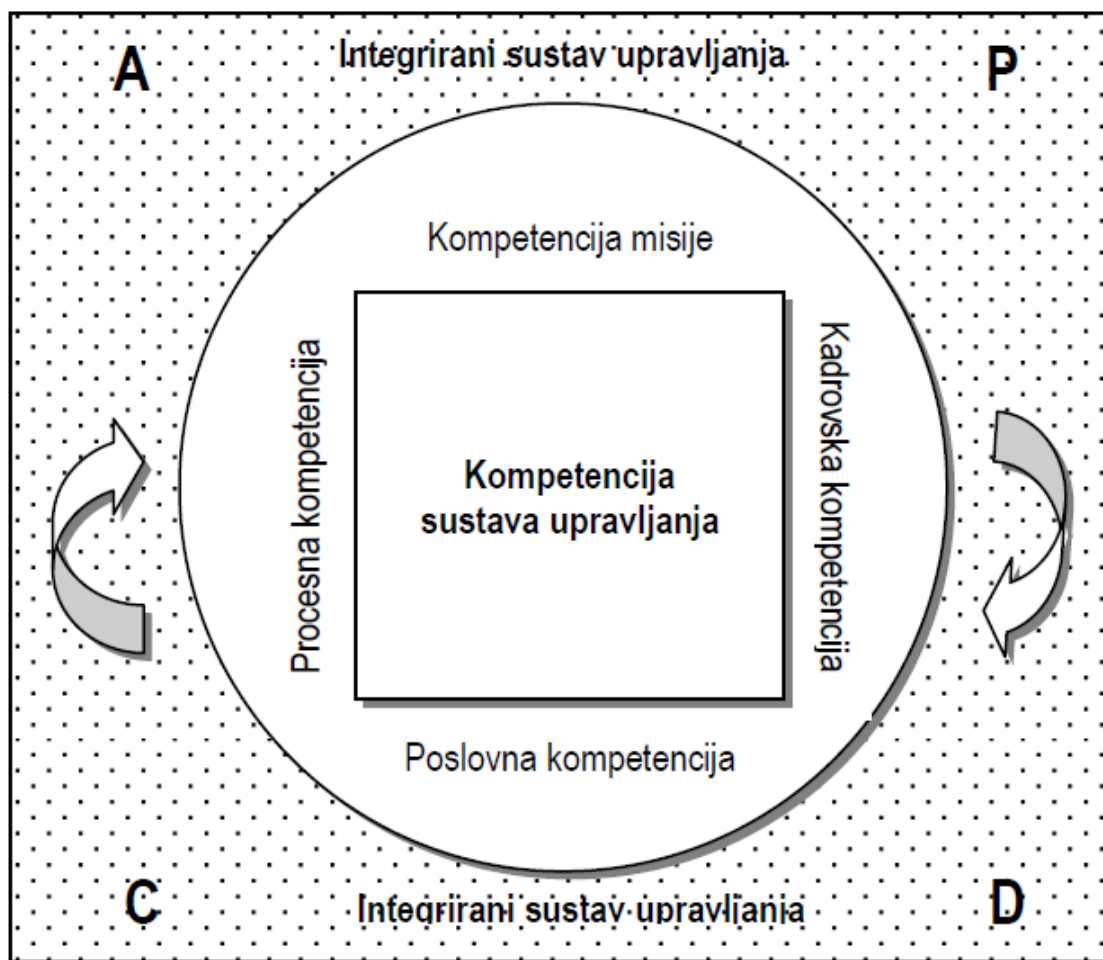 A
Integrirani sustav upravljanja
P
Kompetencija misije
Procesna kompetencija
Kompetencija
sustava upravljanja
Kadrovska kompetencija
Poslovna kompetencija
C
Integrirani sustav upravljanja
D